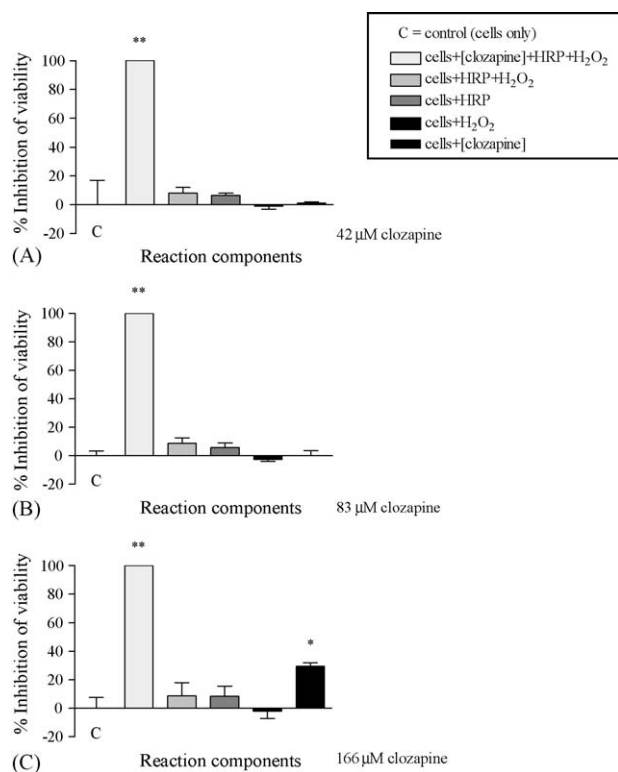 C = control (cells only)
cells+[clozapine]+HRP+H₂O₂
cells+HRP+H₂O₂
cells+HRP
cells+H₂O₂
cells+[clozapine]
% Inhibition of viability
100
80
60
40
20
0
-20
**
C
(A)
Reaction components
42 µM clozapine
% Inhibition of viability
100
80
60
40
20
0
-20
**
C
(B)
Reaction components
83 µM clozapine
% Inhibition of viability
100
80
60
40
20
0
-20
**
*
C
(C)
Reaction components
166 µM clozapine